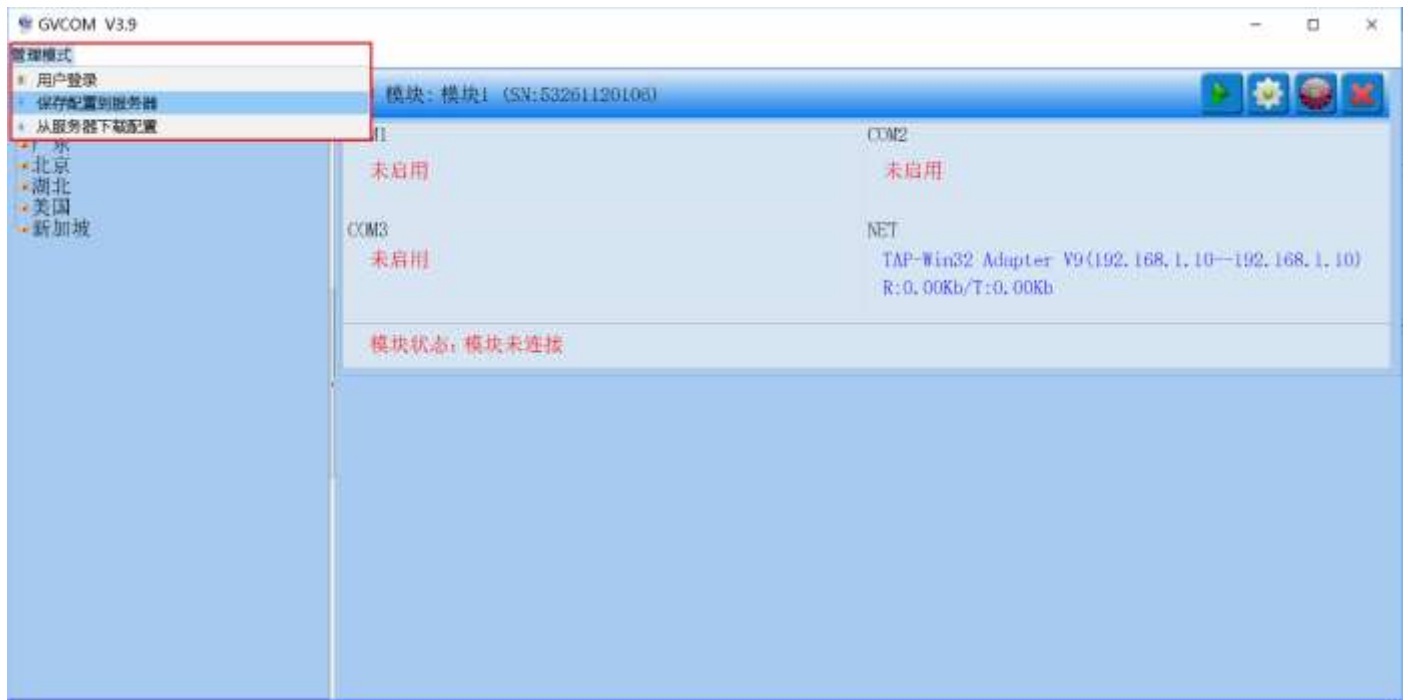 GVCOM V3.9
管理模式
用户登录
保存配置到服务器
从服务器下载配置
北京
湖北
美国
新加坡
模块: 模块1 (SN:53261120106)
COM2
未启用
未启用
COM3
NET
未启用
TAP-Win32 Adapter V9(192.168.1.10--192.168.1.10)
R:0.00Kb/T:0.00Kb
模块状态: 模块未连接